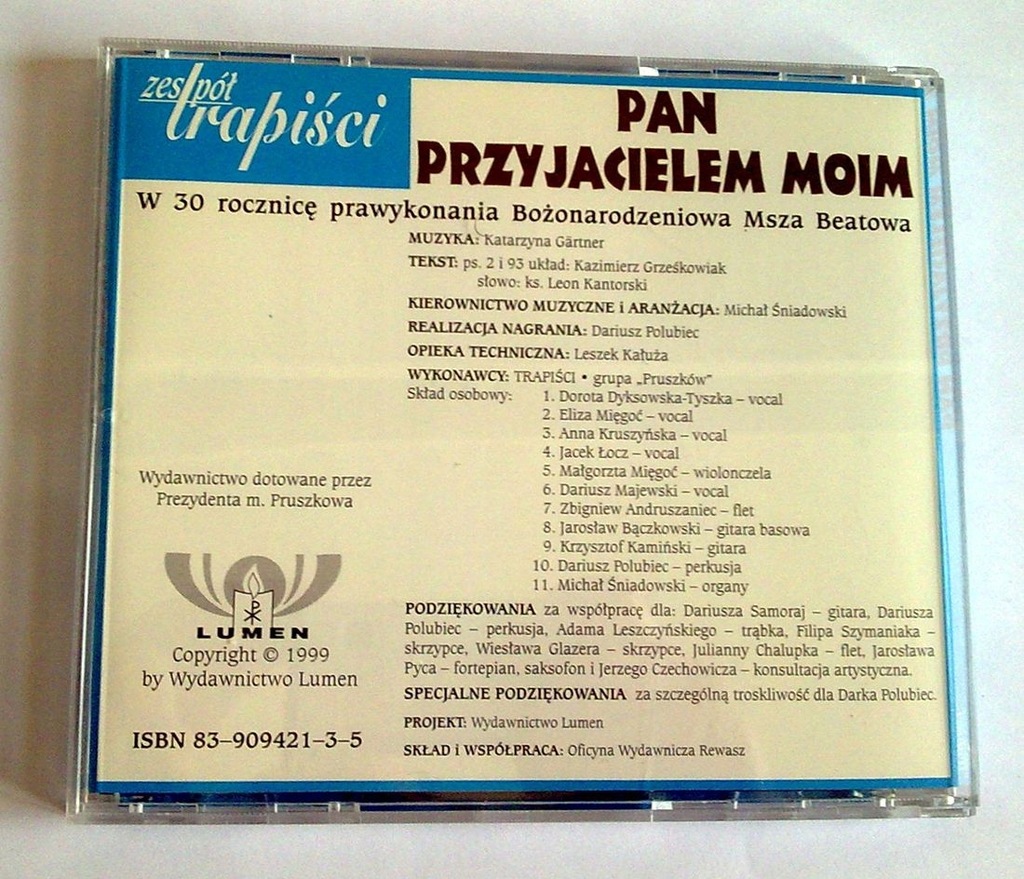 zespół
trapiści
PAN
PRZYJACIELEM MOIM
W 30 rocznicę prawykonania Bożonarodzeniowa Msza Beatowa
MUZYKA: Katarzyna Gärtner
TEKST: ps. 2 i 93 układ: Kazimierz Grześkowiak
słowo: ks. Leon Kantorski
KIEROWNICTWO MUZYCZNE i ARANŻACJA: Michał Śniadowski
REALIZACJA NAGRANIA: Dariusz Polubiec
OPIEKA TECHNICZNA: Leszek Kałuża
WYKONAWCY: TRAPIŚCI • grupa „Pruszków"
Skład osobowy: 1. Dorota Dyksowska-Tyszka – vocal
2. Eliza Mięgoć – vocal
3. Anna Kruszyńska – vocal
4. Jacek Łocz – vocal
5. Małgorzta Mięgoć – wiolonczela
6. Dariusz Majewski – vocal
7. Zbigniew Andruszaniec – flet
8. Jarosław Bączkowski – gitara basowa
9. Krzysztof Kamiński – gitara
10. Dariusz Polubiec – perkusja
11. Michał Śniadowski – organy
PODZIĘKOWANIA za współpracę dla: Dariusza Samoraj – gitara, Dariusza
Polubiec – perkusja, Adama Leszczyńskiego – trąbka, Filipa Szymaniaka –
skrzypce, Wiesława Glazera – skrzypce, Julianny Chalupka – flet, Jarosława
Pyca – fortepian, saksofon i Jerzego Czechowicza – konsultacja artystyczna.
SPECJALNE PODZIĘKOWANIA za szczególną troskliwość dla Darka Polubiec.
PROJEKT: Wydawnictwo Lumen
SKŁAD i WSPÓŁPRACA: Oficyna Wydawnicza Rewasz
Wydawnictwo dotowane przez
Prezydenta m. Pruszkowa
LUMEN
Copyright © 1999
by Wydawnictwo Lumen
ISBN 83–909421–3–5